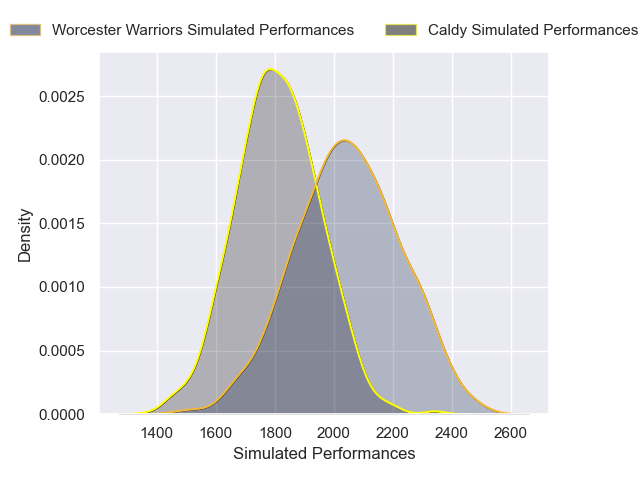 Worcester Warriors Simulated Performances
Caldy Simulated Performances
Density
0.0025
0.0020
0.0015
0.0010
0.0005
0.0000
1400 1600 1800 2000 2200 2400 2600
Simulated Performances